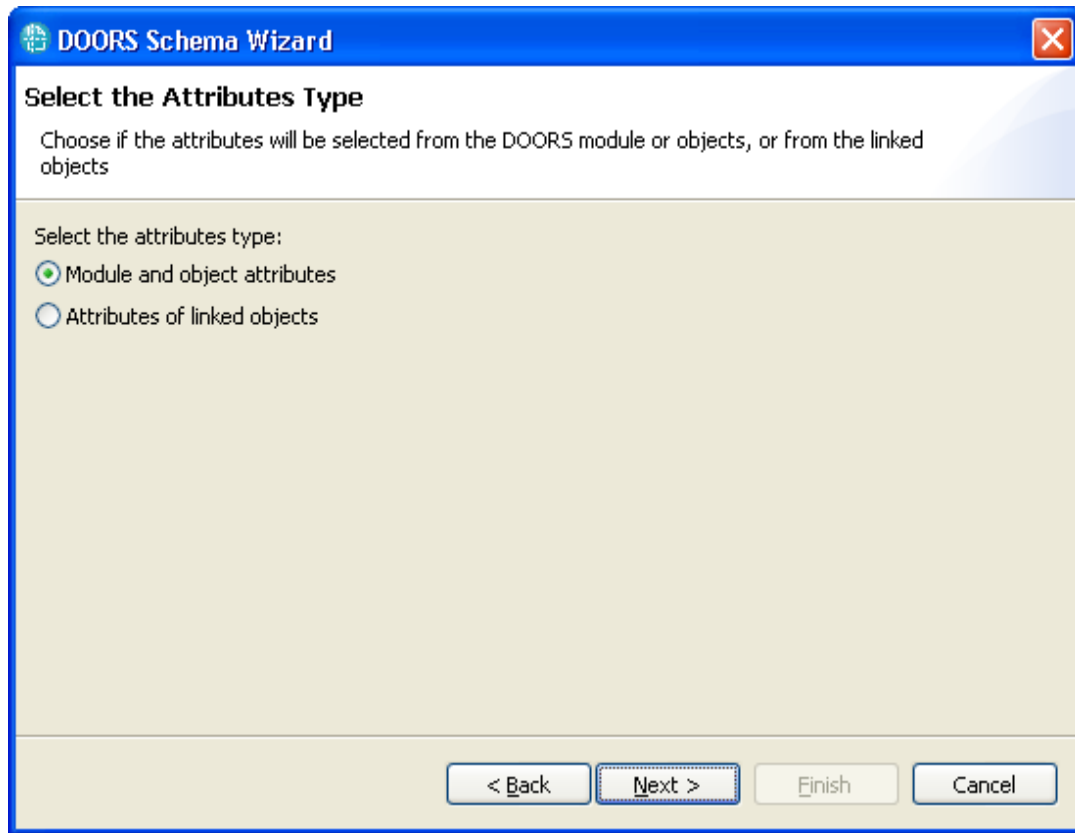 DOORS Schema Wizard
Select the Attributes Type
Choose if the attributes will be selected from the DOORS module or objects, or from the linked
objects
Select the attributes type:
Module and object attributes
Attributes of linked objects
< Back Next > Finish Cancel